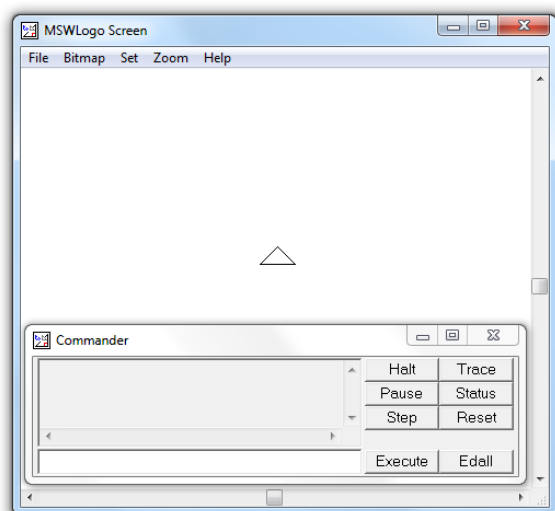 MSWLogo Screen
File Bitmap Set Zoom Help
Commander
Halt Trace
Pause Status
Step Reset
Execute Edall